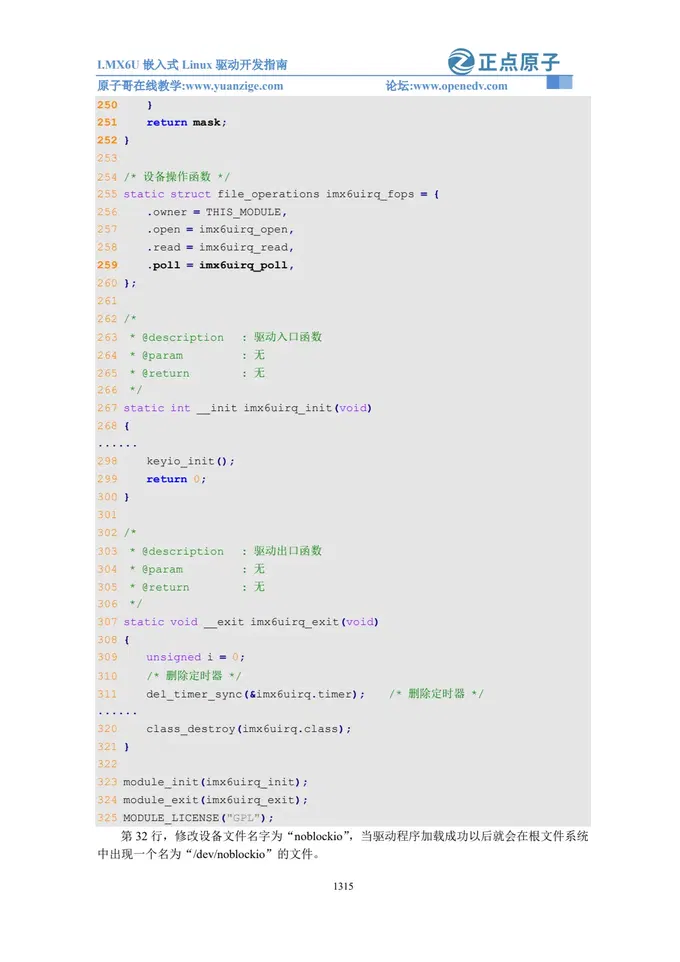 I.MX6U 嵌入式 Linux 驱动开发指南
正点原子
原子哥在线教学:www.yuanzige.com 论坛:www.openedv.com
250     }
251     return mask;
252 }
253
254 /* 设备操作函数 */
255 static struct file_operations imx6uirq_fops = {
256     .owner = THIS_MODULE,
257     .open = imx6uirq_open,
258     .read = imx6uirq_read,
259     .poll = imx6uirq_poll,
260 };
261
262 /*
263  * @description   : 驱动入口函数
264  * @param         : 无
265  * @return        : 无
266  */
267 static int __init imx6uirq_init(void)
268 {
......
298     keyio_init();
299     return 0;
300 }
301
302 /*
303  * @description   : 驱动出口函数
304  * @param         : 无
305  * @return        : 无
306  */
307 static void __exit imx6uirq_exit(void)
308 {
309     unsigned i = 0;
310     /* 删除定时器 */
311     del_timer_sync(&imx6uirq.timer);    /* 删除定时器 */
......
320     class_destroy(imx6uirq.class);
321 }
322
323 module_init(imx6uirq_init);
324 module_exit(imx6uirq_exit);
325 MODULE_LICENSE("GPL");
第 32 行，修改设备文件名字为“noblockio”，当驱动程序加载成功以后就会在根文件系统
中出现一个名为“/dev/noblockio”的文件。
1315